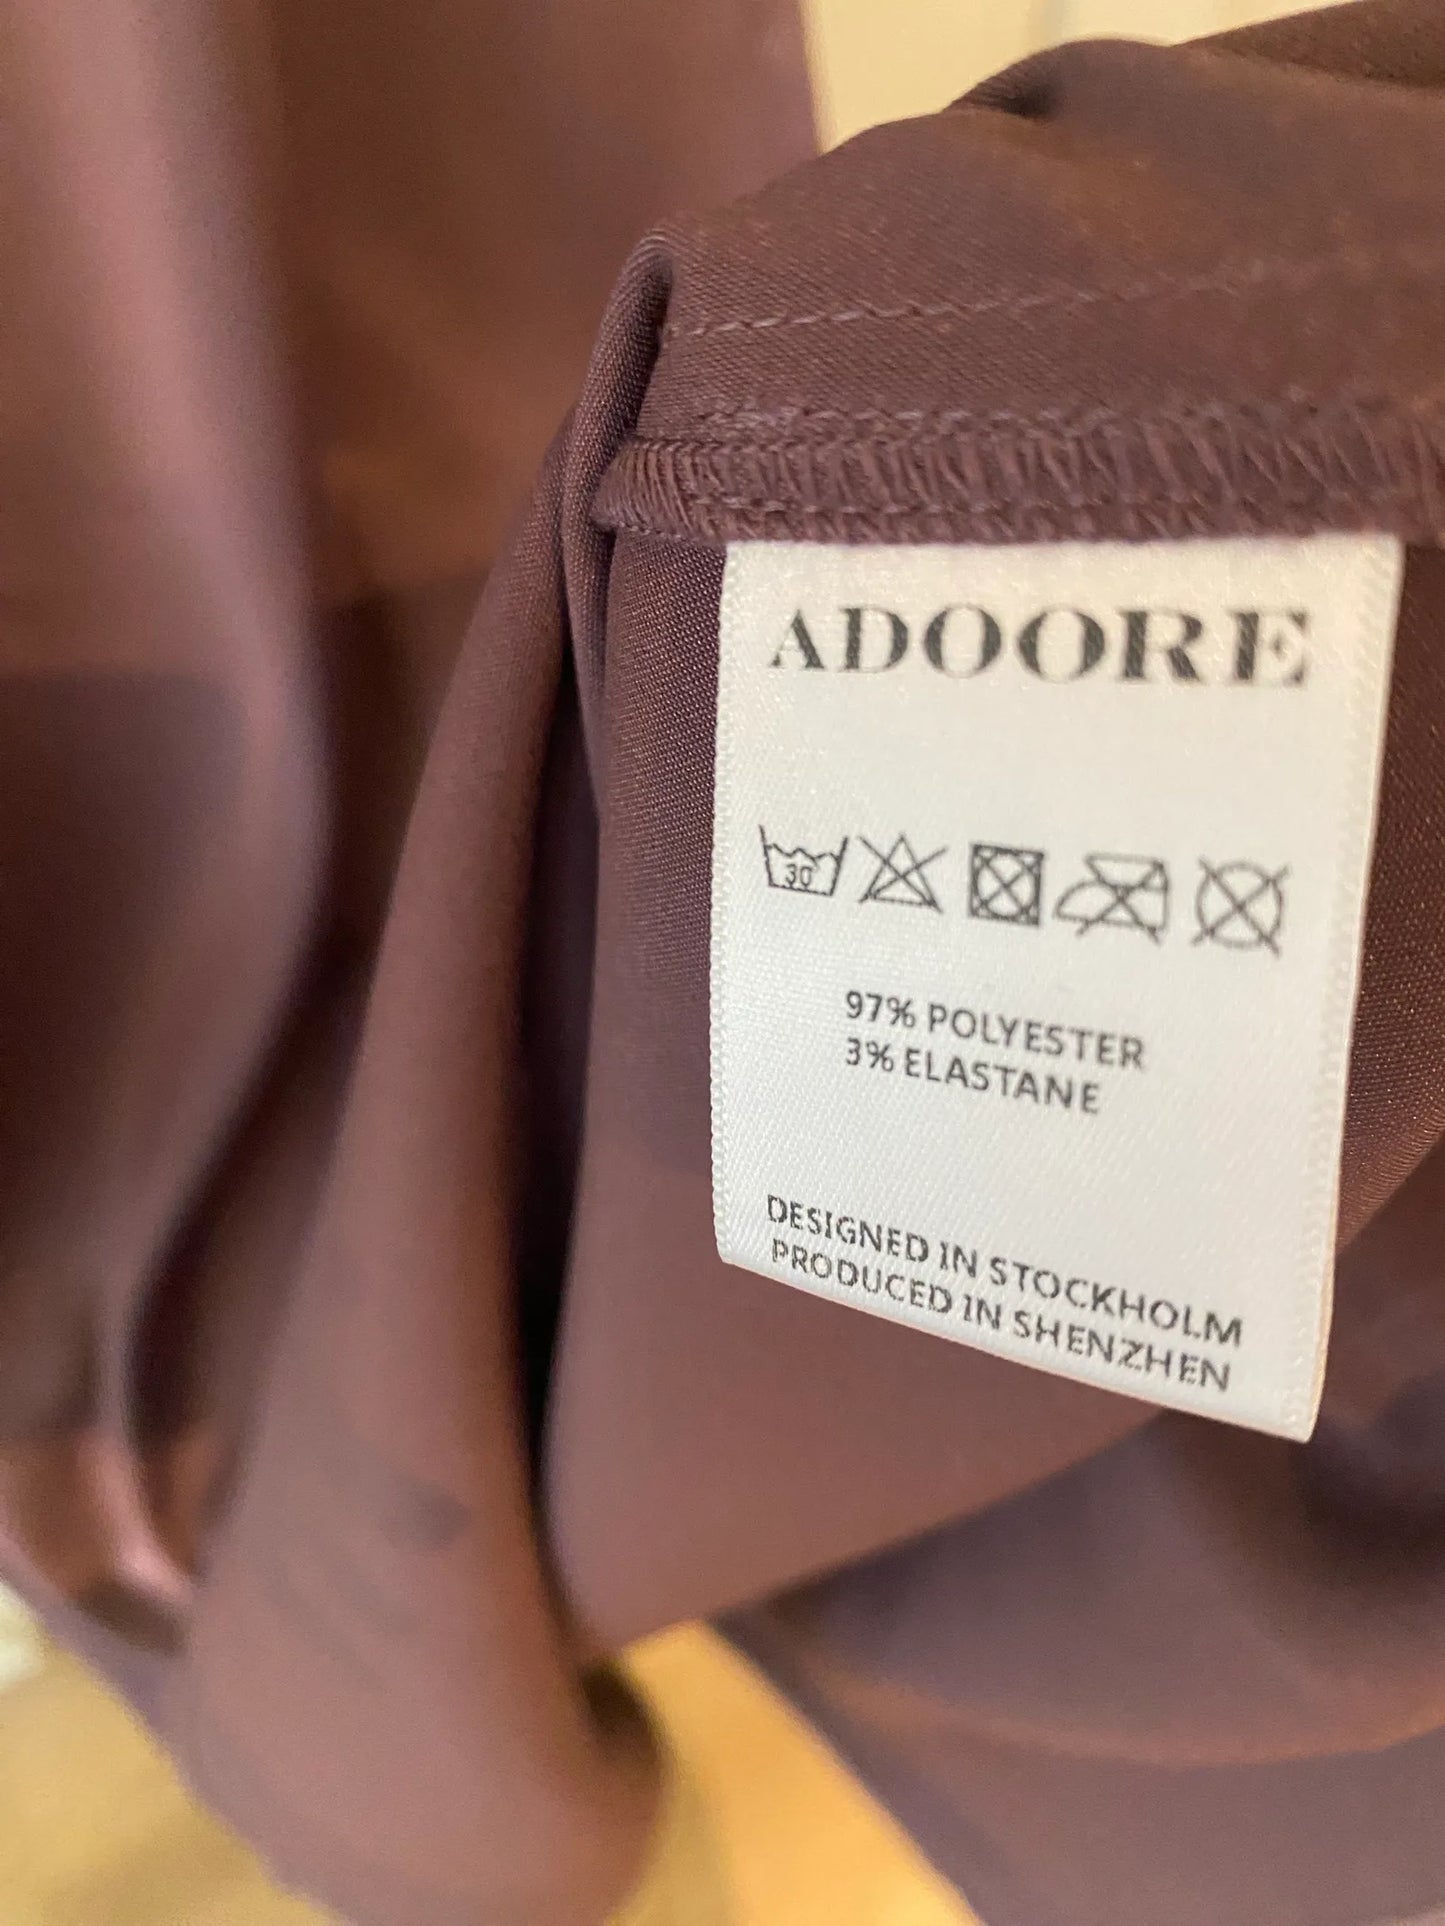 ADOORE
30
97% POLYESTER
3% ELASTANE
DESIGNED IN STOCKHOLM
PRODUCED IN SHENZHEN